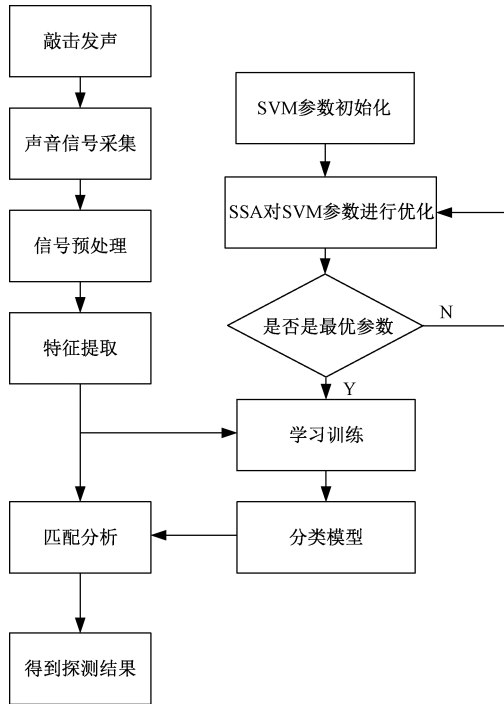 敲击发声
声音信号采集
信号预处理
特征提取
匹配分析
得到探测结果
SVM参数初始化
SSA对SVM参数进行优化
是否是最优参数
N
Y
学习训练
分类模型